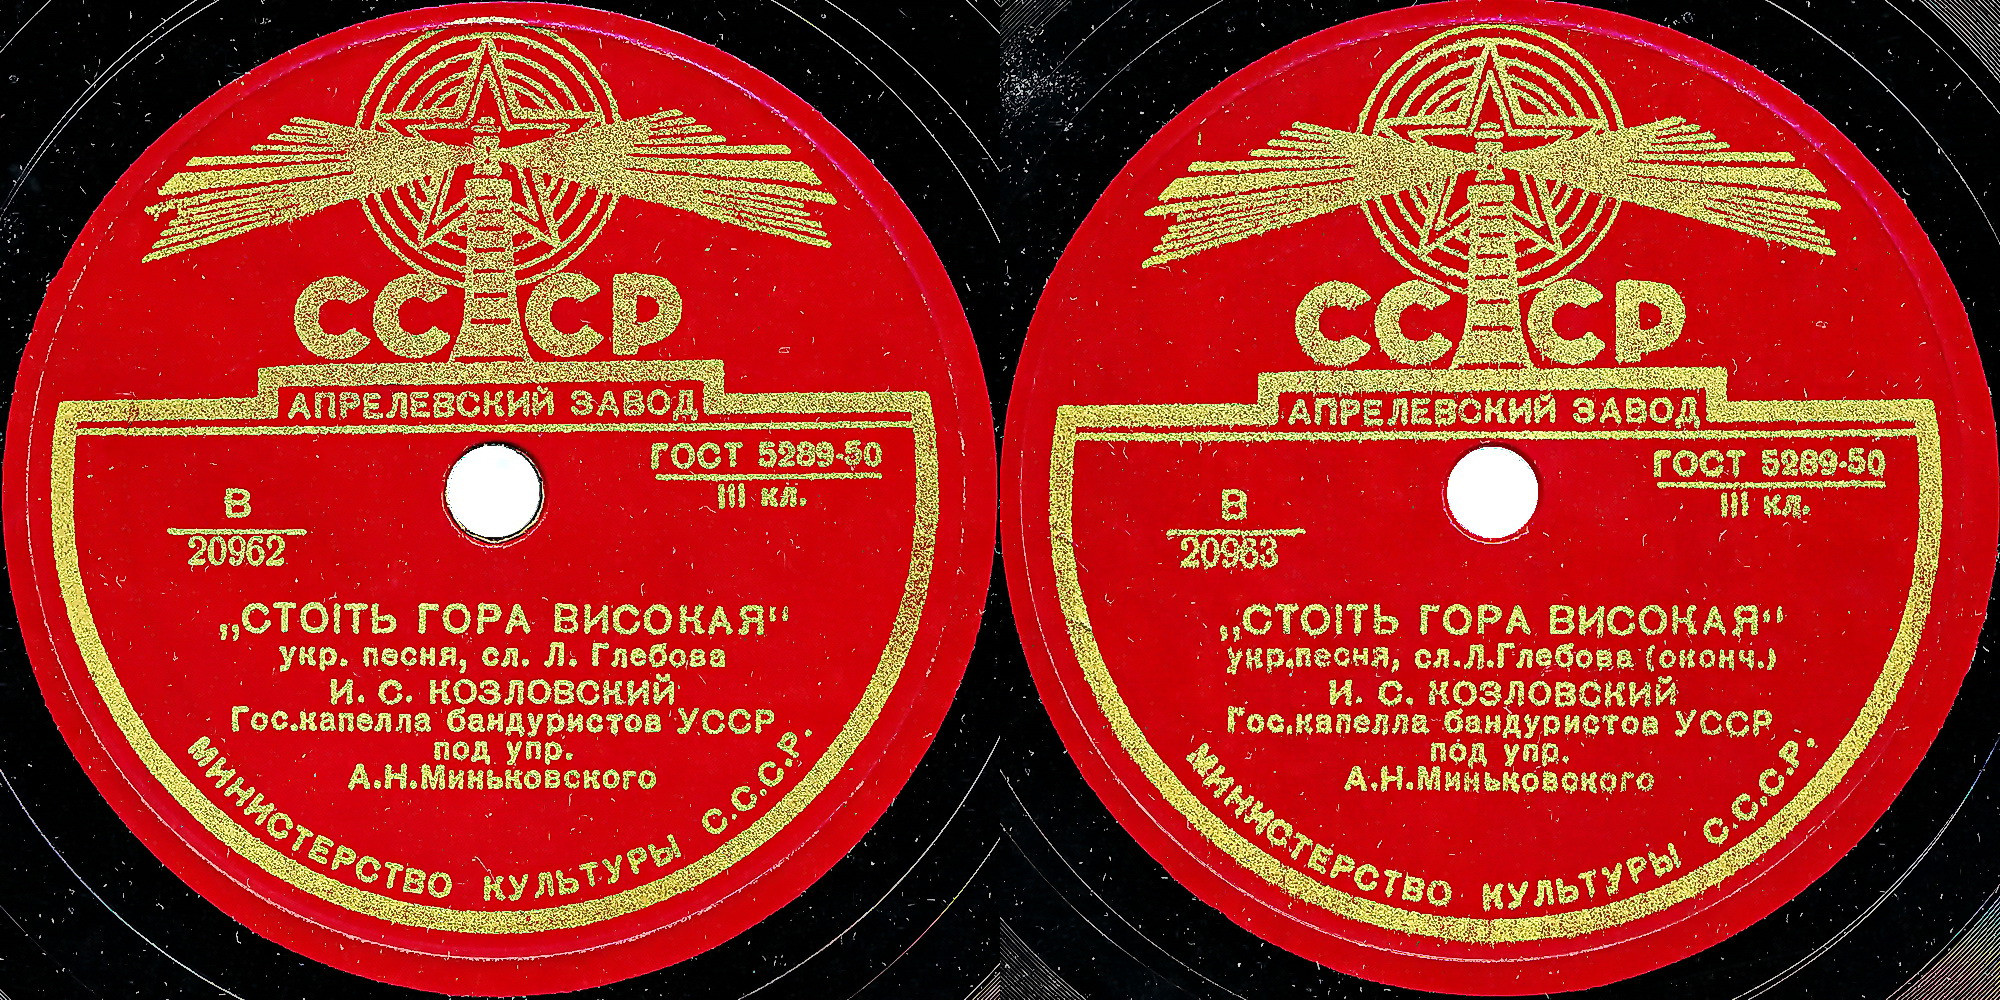 СССР
АПРЕЛЕВСКИЙ ЗАВОД
ГОСТ 5289-50
III кл.
В
20962
„СТОІТЬ ГОРА ВИСОКАЯ“
укр. песня, сл. Л. Глебова
И. С. КОЗЛОВСКИЙ
Гос.капелла бандуристов УССР
под упр.
А.Н.Миньковского
МИНИСТЕРСТВО КУЛЬТУРЫ С.С.С.Р.
СССР
АПРЕЛЕВСКИЙ ЗАВОД
ГОСТ 5289-50
III кл.
В
20963
„СТОІТЬ ГОРА ВИСОКАЯ“
укр.песня, сл.Л.Глебова (оконч.)
И. С. КОЗЛОВСКИЙ
Гос.капелла бандуристов УССР
под упр.
А.Н.Миньковского
МИНИСТЕРСТВО КУЛЬТУРЫ С.С.С.Р.